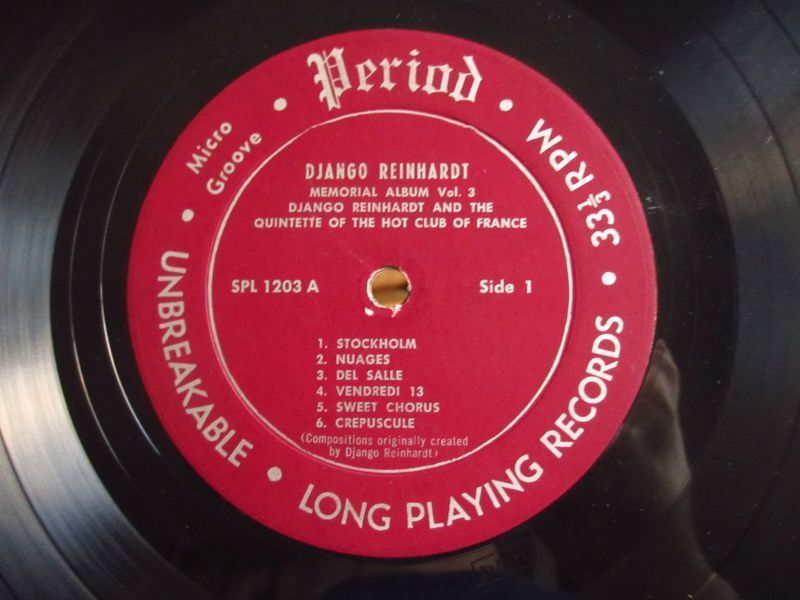 Period
Micro
Groove
33⅓ RPM
UNBREAKABLE
LONG PLAYING RECORDS
DJANGO REINHARDT
MEMORIAL ALBUM Vol. 3
DJANGO REINHARDT AND THE
QUINTETTE OF THE HOT CLUB OF FRANCE
SPL 1203 A
Side 1
1. STOCKHOLM
2. NUAGES
3. DEL SALLE
4. VENDREDI 13
5. SWEET CHORUS
6. CREPUSCULE
(Compositions originally created
by Django Reinhardt)